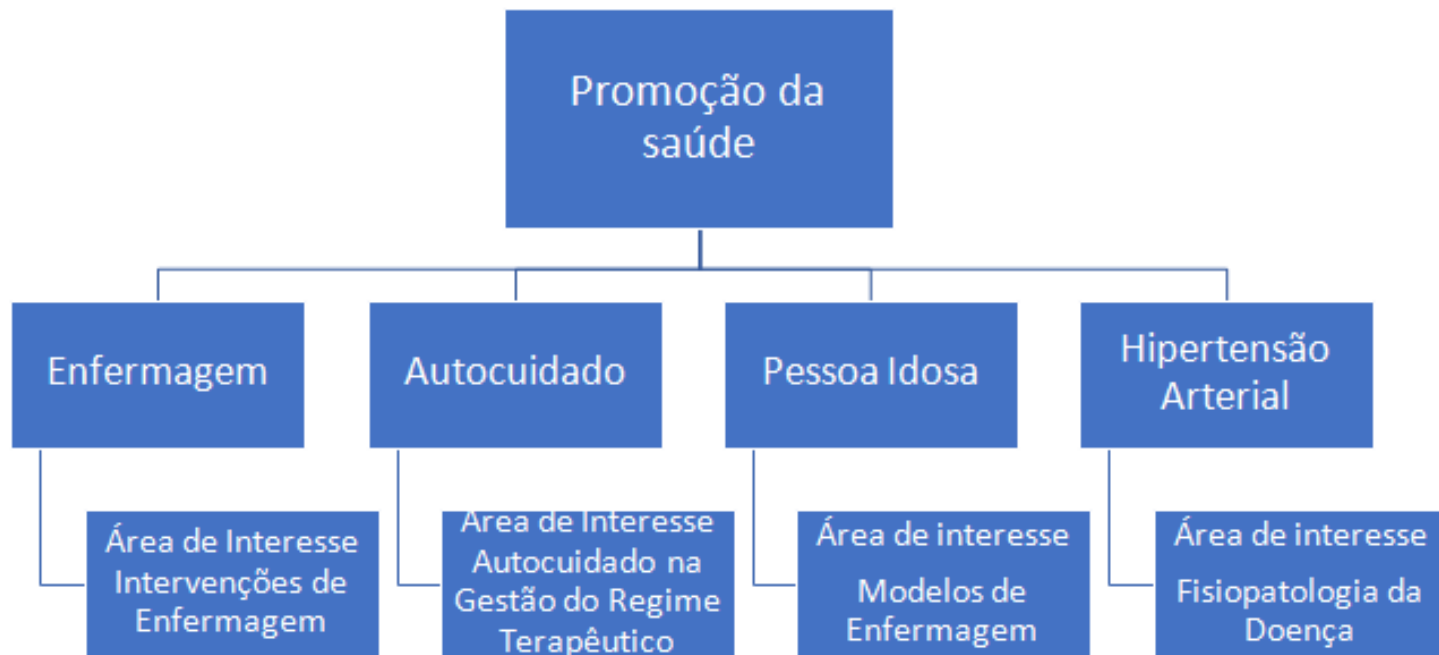 Promoção da
saúde
Enfermagem
Autocuidado
Pessoa Idosa
Hipertensão
Arterial
Área de Interesse
Intervenções de
Enfermagem
Área de Interesse
Autocuidado na
Gestão do Regime
Terapêutico
Área de interesse
Modelos de
Enfermagem
Área de interesse
Fisiopatologia da
Doença